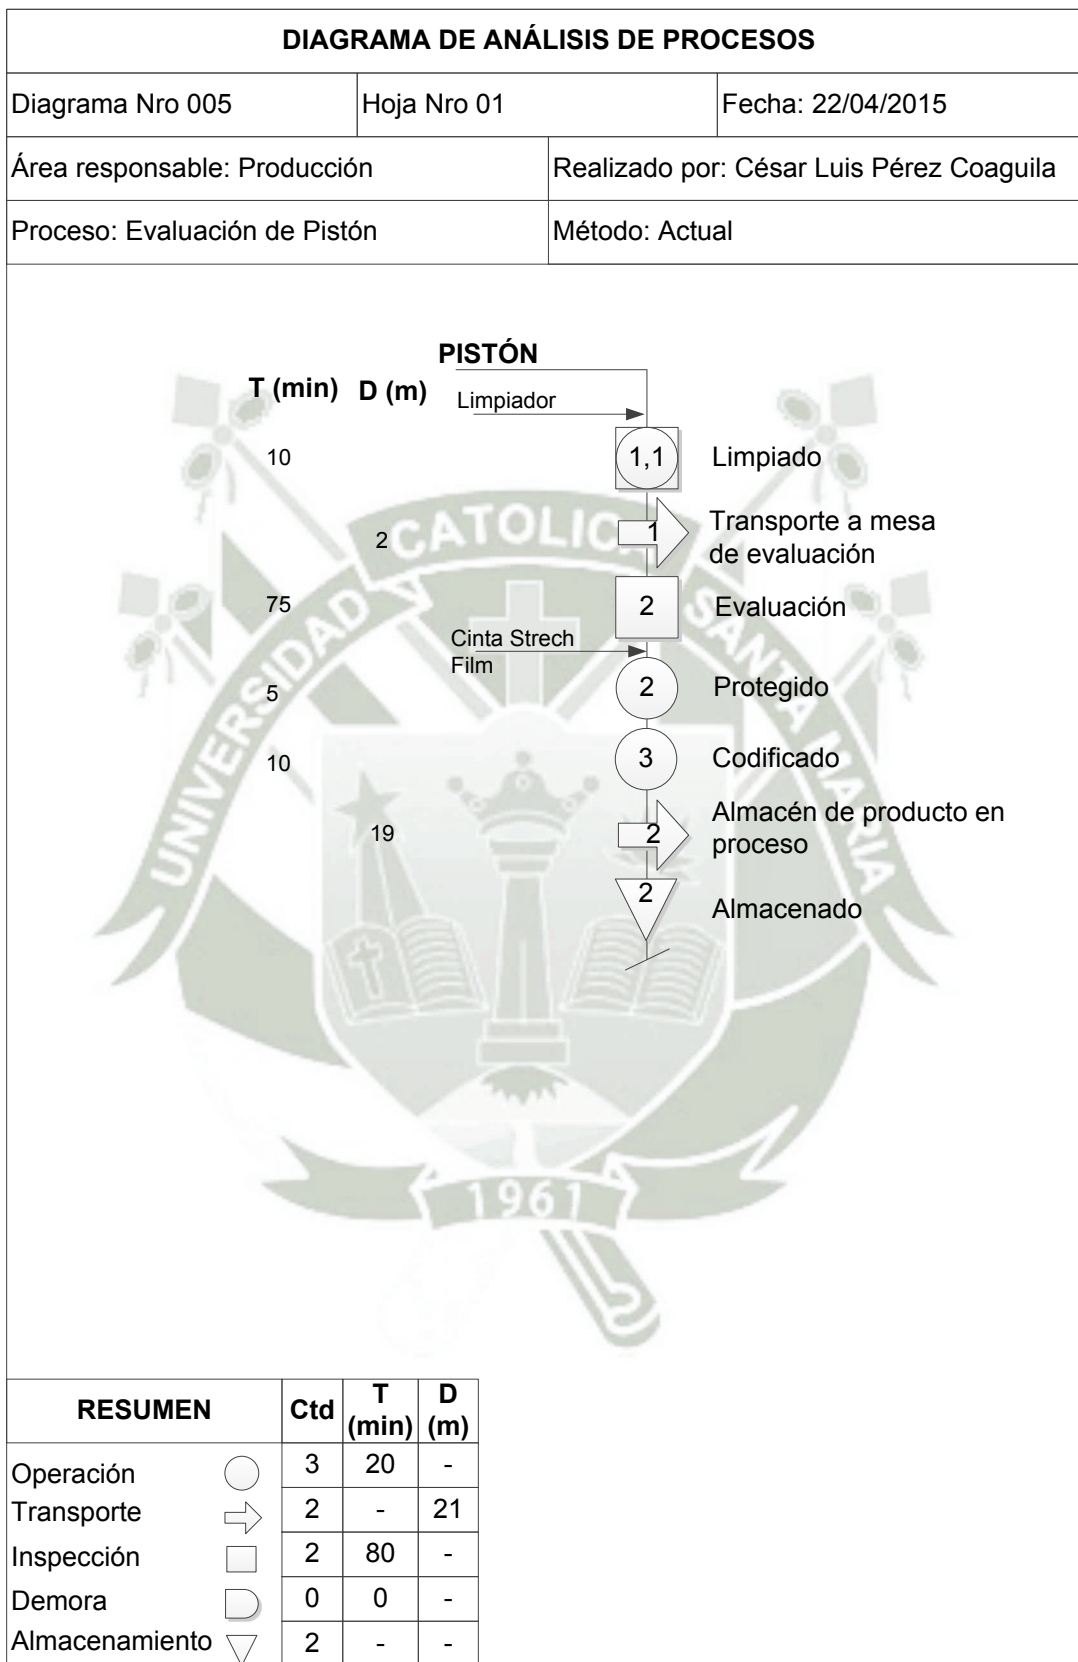 DIAGRAMA DE ANÁLISIS DE PROCESOS
Diagrama Nro 005 Hoja Nro 01 Fecha: 22/04/2015
Área responsable: Producción Realizado por: César Luis Pérez Coaguila
Proceso: Evaluación de Pistón Método: Actual
PISTÓN
T (min) D (m) Limpiador
10 1,1 Limpiado
2 1 Transporte a mesa
de evaluación
75 2 Evaluación
Cinta Strech
Film
5 2 Protegido
10 3 Codificado
19 2 Almacén de producto en
proceso
2 Almacenado
UNIVERSIDAD CATOLICA SANTA MARIA
1961
RESUMEN Ctd T (min) D (m)
Operación 3 20 -
Transporte 2 - 21
Inspección 2 80 -
Demora 0 0 -
Almacenamiento 2 - -